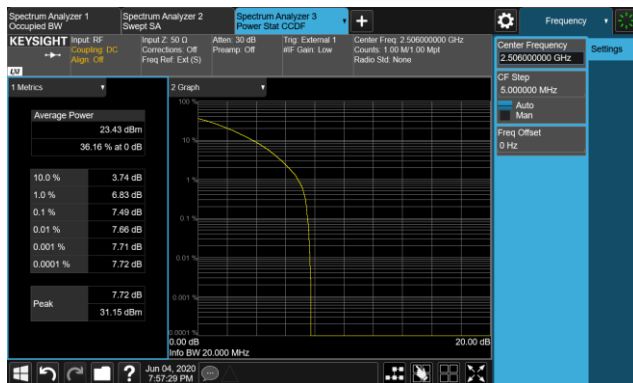 Spectrum Analyzer 1
Occupied BW
Spectrum Analyzer 2
Swept SA
Spectrum Analyzer 3
Power Stat CCDF
Frequency
KEYSIGHT
Input: RF
Coupling: DC
Align: Off
Input Z: 50 Ω
Corrections: Off
Freq Ref: Ext (S)
Atten: 30 dB
Preamp: Off
Trig: External 1
#IF Gain: Low
Center Freq: 2.506000000 GHz
Counts: 1.00 M/1.00 Mpt
Radio Std: None
LXI
Center Frequency
2.506000000 GHz
Settings
CF Step
5.000000 MHz
Auto
Man
Freq Offset
0 Hz
1 Metrics
Average Power
23.43 dBm
36.16 % at 0 dB
10.0 % 3.74 dB
1.0 % 6.83 dB
0.1 % 7.49 dB
0.01 % 7.66 dB
0.001 % 7.71 dB
0.0001 % 7.72 dB
Peak
7.72 dB
31.15 dBm
2 Graph
100 %
10 %
1 %
0.1 %
0.01 %
0.001 %
0.0001 %
0.00 dB
20.00 dB
Info BW 20.000 MHz
?
Jun 04, 2020
7:57:29 PM